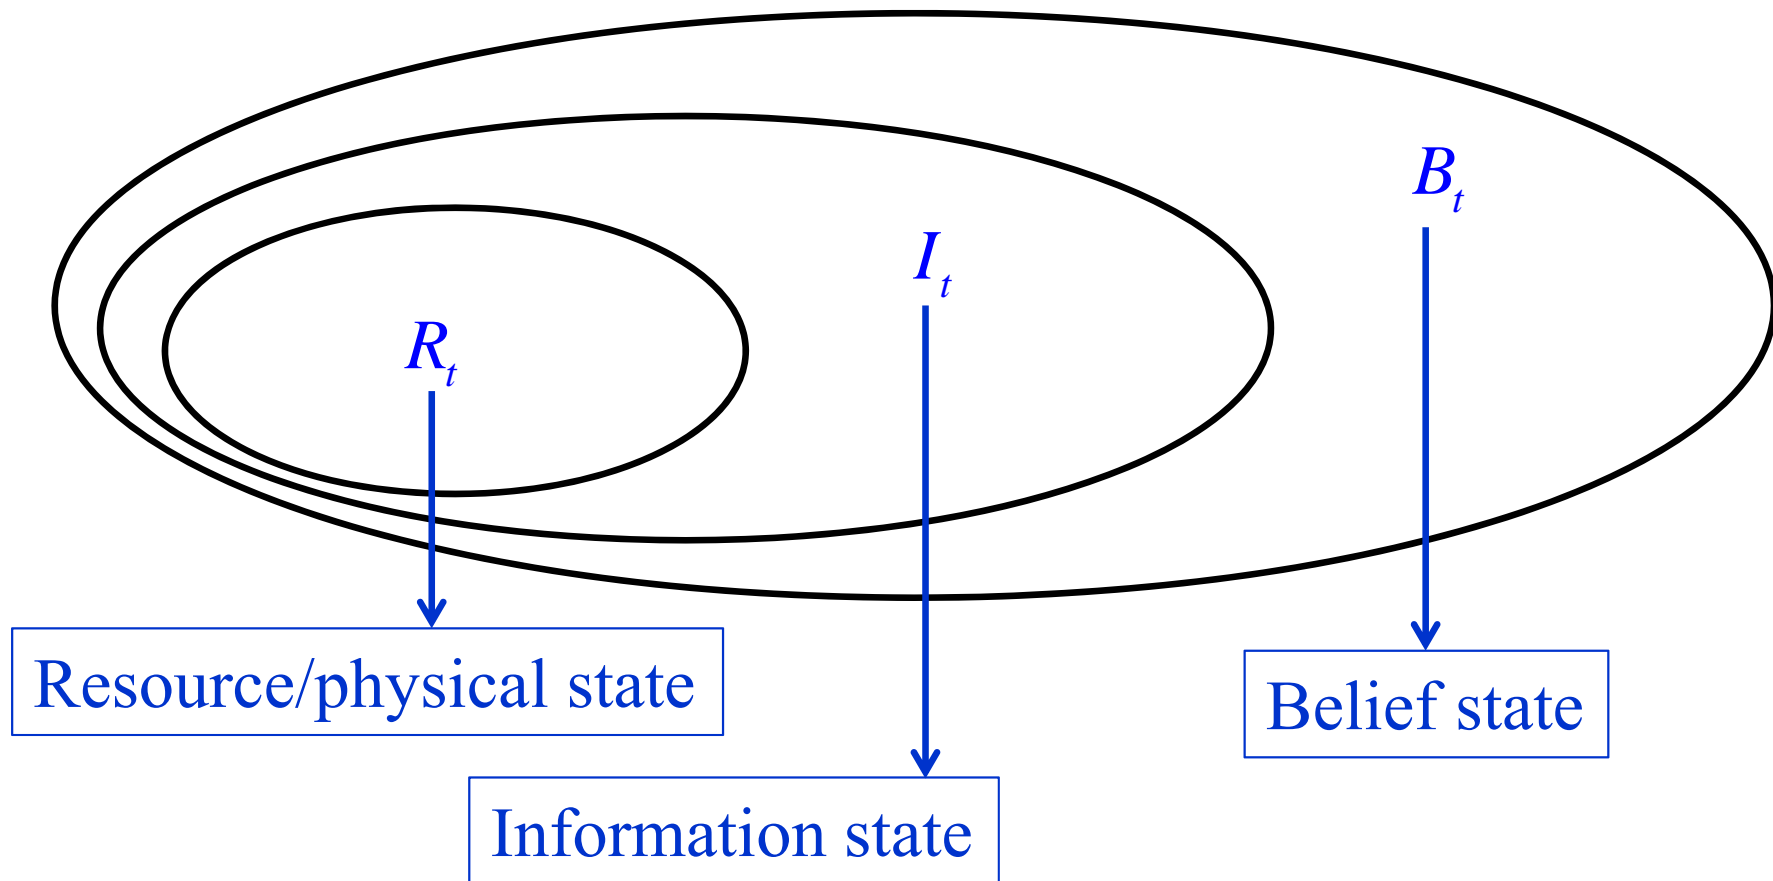 B_t
I_t
R_t
Resource/physical state
Belief state
Information state